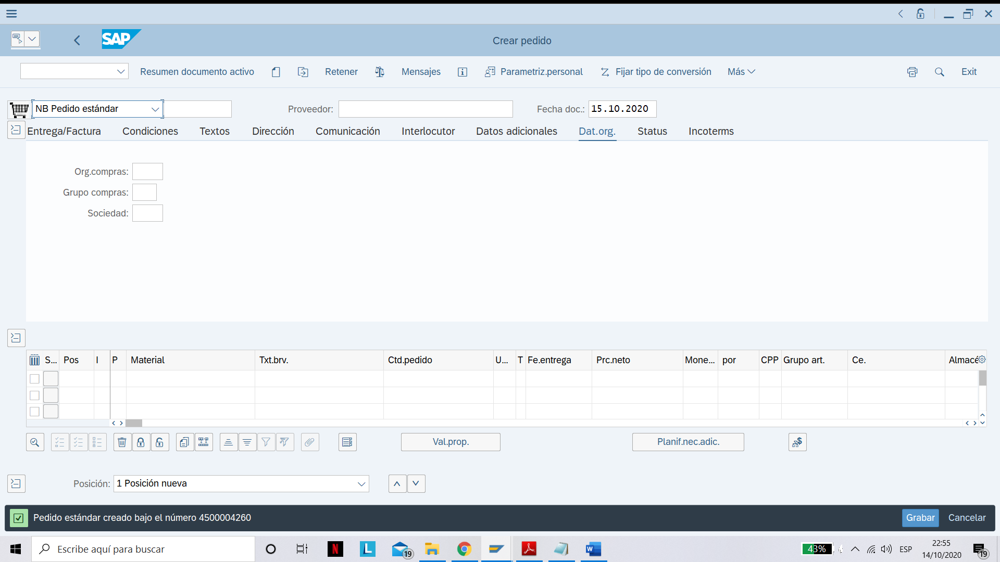 SAP
Crear pedido
Resumen documento activo Retener Mensajes Parametriz.personal Fijar tipo de conversión Más Exit
NB Pedido estándar Proveedor: Fecha doc.: 15.10.2020
Entrega/Factura Condiciones Textos Dirección Comunicación Interlocutor Datos adicionales Dat.org. Status Incoterms
Org.compras:
Grupo compras:
Sociedad:
S... Pos I P Material Txt.brv. Ctd.pedido U... T Fe.entrega Prc.neto Mone... por CPP Grupo art. Ce. Almacé
Val.prop. Planif.nec.adic.
Posición: 1 Posición nueva
Pedido estándar creado bajo el número 4500004260 Grabar Cancelar
Escribe aquí para buscar N L 19 W 43% ESP 22:55
14/10/2020 19